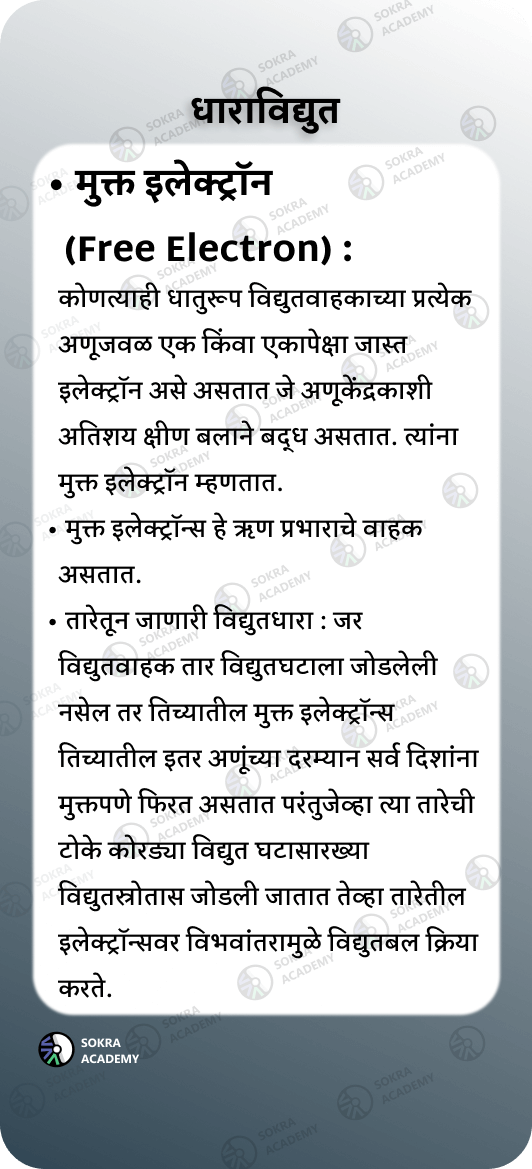 धाराविद्युत
• मुक्त इलेक्ट्रॉन
(Free Electron) :
कोणत्याही धातुरूप विद्युतवाहकाच्या प्रत्येक
अणूजवळ एक किंवा एकापेक्षा जास्त
इलेक्ट्रॉन असे असतात जे अणूकेंद्रकाशी
अतिशय क्षीण बलाने बद्ध असतात. त्यांना
मुक्त इलेक्ट्रॉन म्हणतात.
• मुक्त इलेक्ट्रॉन्स हे ऋण प्रभाराचे वाहक
असतात.
• तारेतून जाणारी विद्युतधारा : जर
विद्युतवाहक तार विद्युतघटाला जोडलेली
नसेल तर तिच्यातील मुक्त इलेक्ट्रॉन्स
तिच्यातील इतर अणूंच्या दरम्यान सर्व दिशांना
मुक्तपणे फिरत असतात परंतुजेव्हा त्या तारेची
टोके कोरड्या विद्युत घटासारख्या
विद्युतस्त्रोतास जोडली जातात तेव्हा तारेतील
इलेक्ट्रॉन्सवर विभवांतरामुळे विद्युतबल क्रिया
करते.
SOKRA
ACADEMY